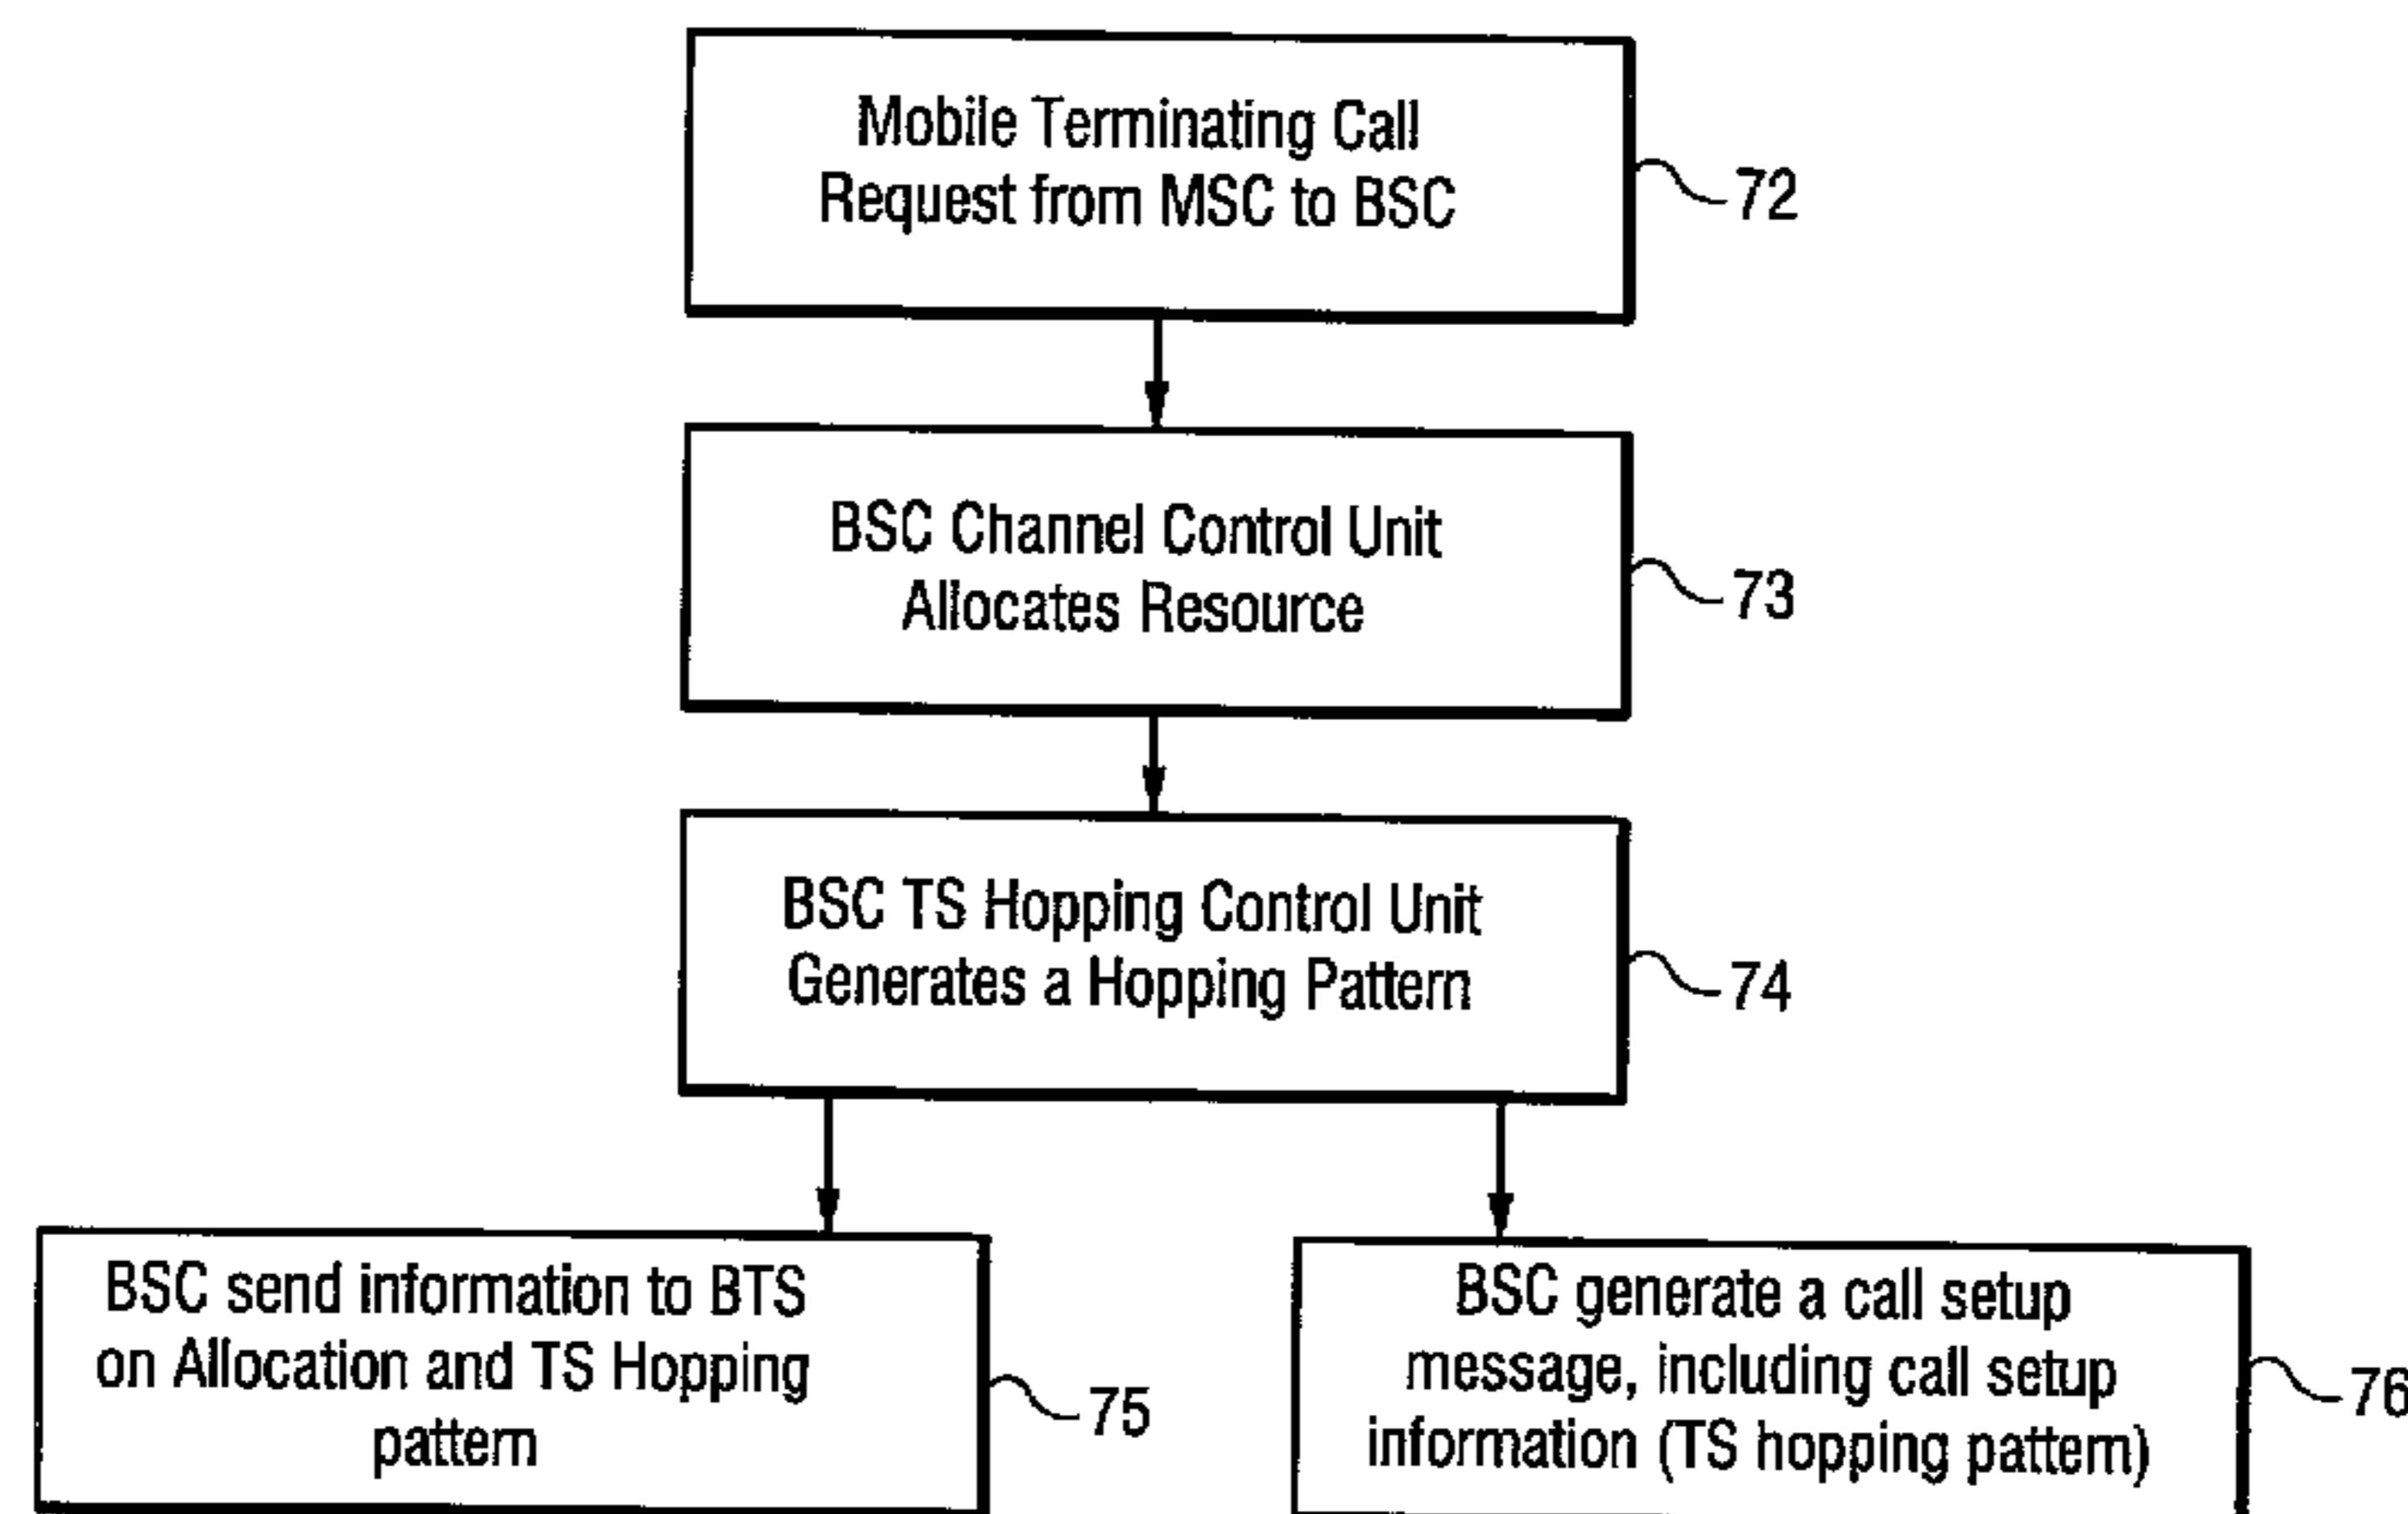 Mobile Terminating Call
Request from MSC to BSC
72
BSC Channel Control Unit
Allocates Resource
73
BSC TS Hopping Control Unit
Generates a Hopping Pattern
74
BSC send information to BTS
on Allocation and TS Hopping
pattern
75
BSC generate a call setup
message, including call setup
information (TS hopping pattern)
76